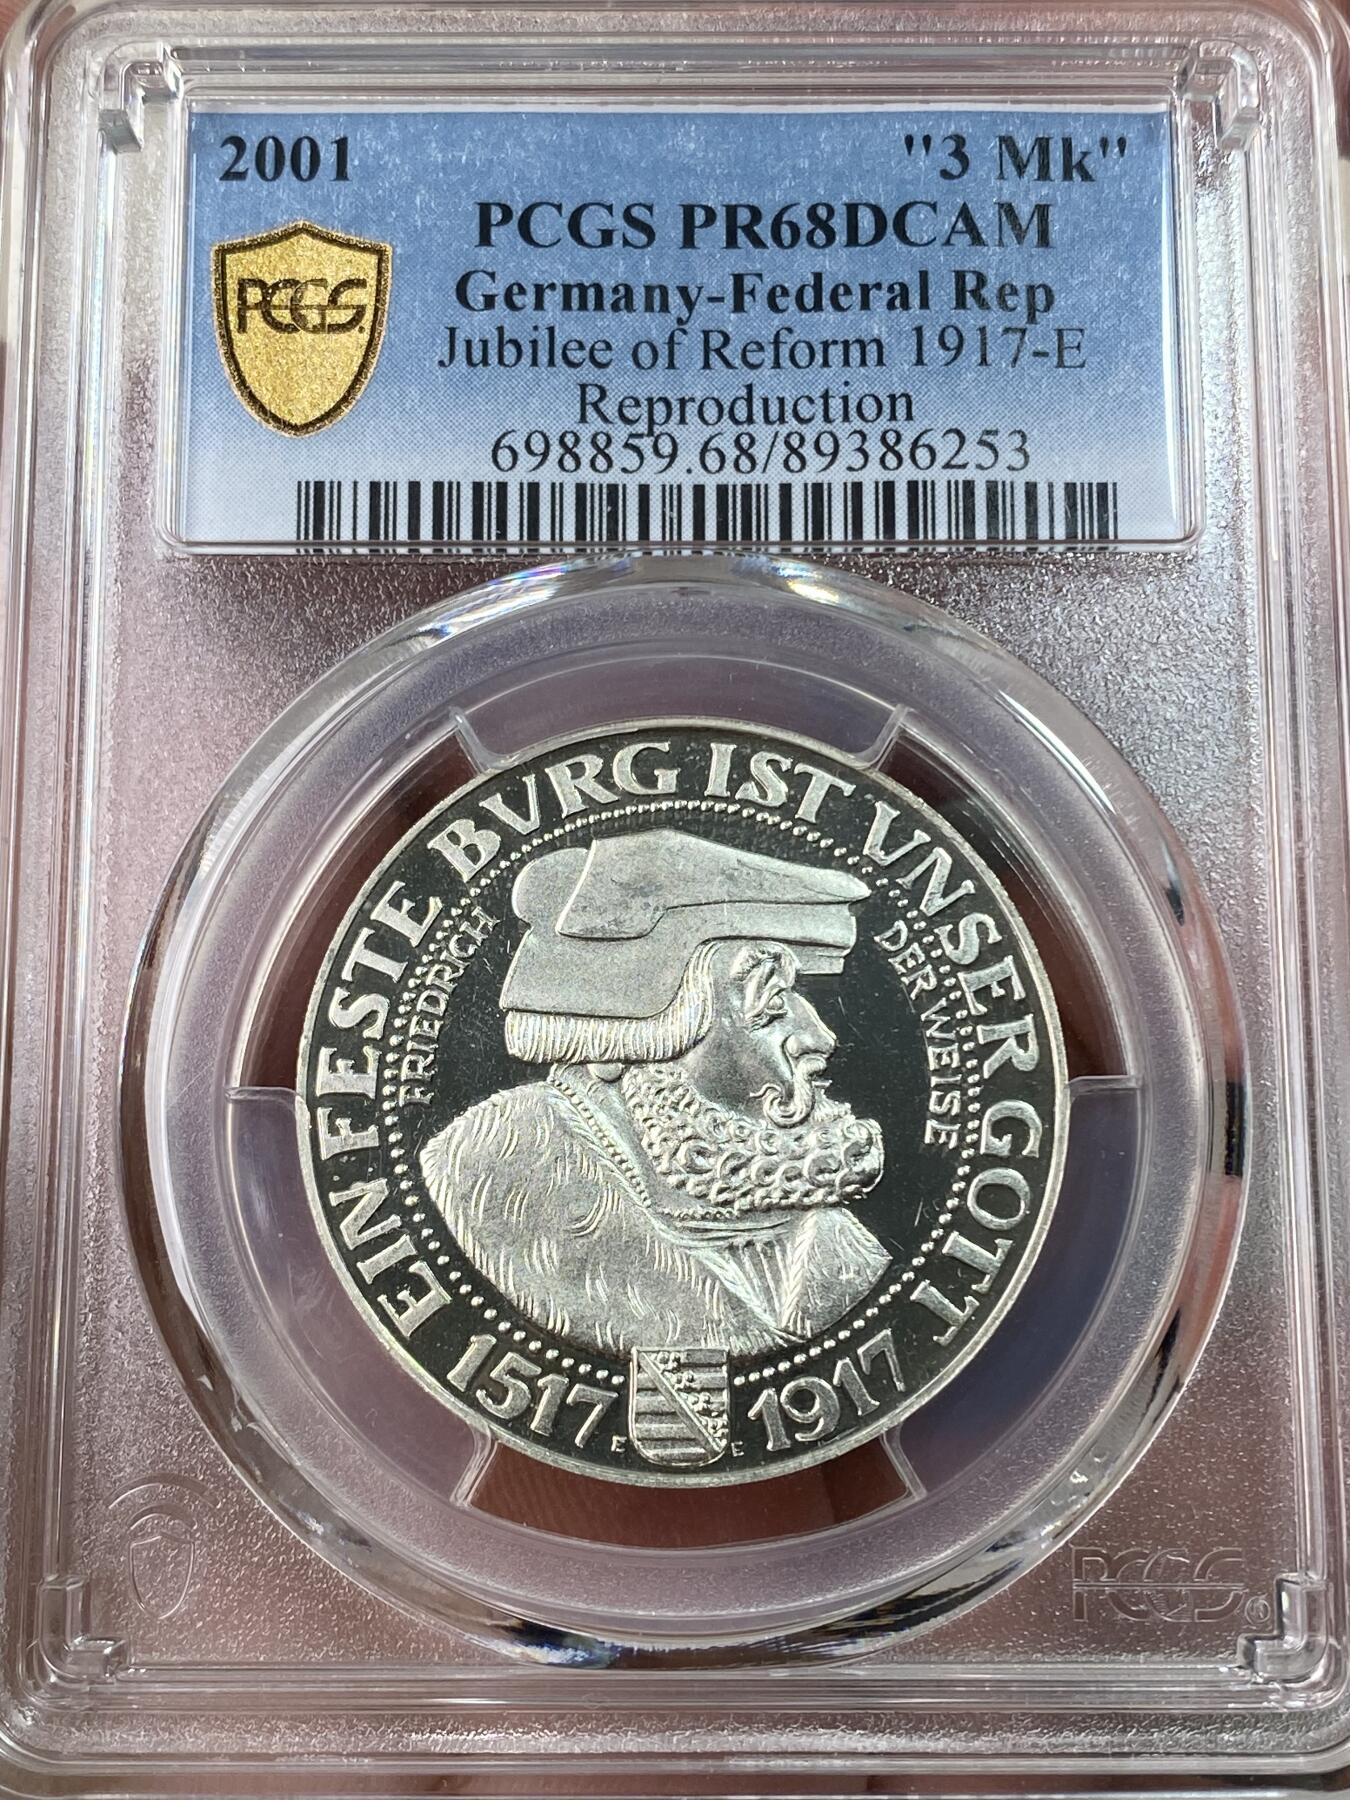 2001 "3 Mk"
PCGS PR68DCAM
Germany-Federal Rep
Jubilee of Reform 1917-E
Reproduction
698859.68/89386253
PCGS
EIN FESTE BVRG IST VNSER GOTT
FRIEDRICH DER WEISE
1517 1917
E E
PCGS®